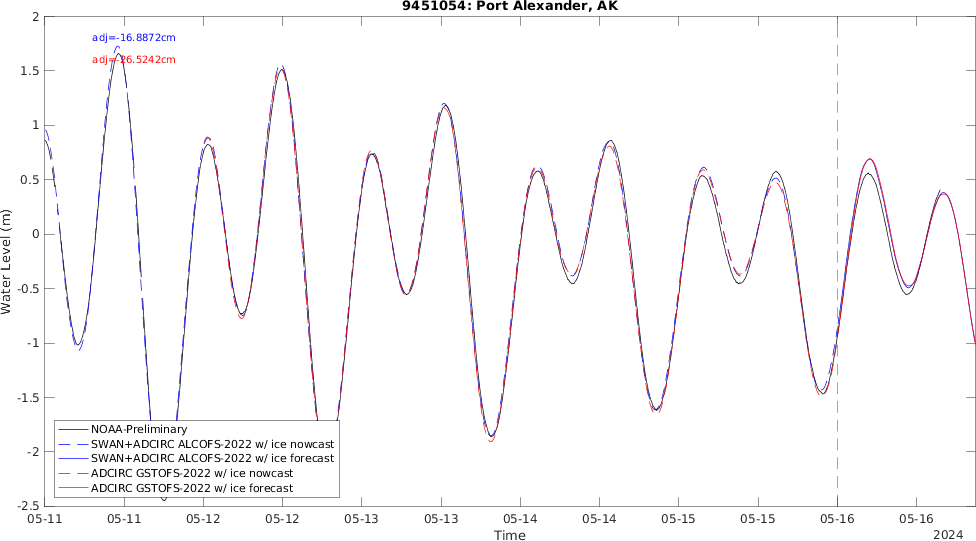 9451054: Port Alexander, AK
2
adj=-16.8872cm
adj=-26.5242cm
1.5
1
0.5
0
-0.5
-1
-1.5
-2
-2.5
Water Level (m)
NOAA-Preliminary
SWAN+ADCIRC ALCOFS-2022 w/ ice nowcast
SWAN+ADCIRC ALCOFS-2022 w/ ice forecast
ADCIRC GSTOFS-2022 w/ ice nowcast
ADCIRC GSTOFS-2022 w/ ice forecast
05-11 05-11 05-12 05-12 05-13 05-13 05-14 05-14 05-15 05-15 05-16 05-16
Time
2024